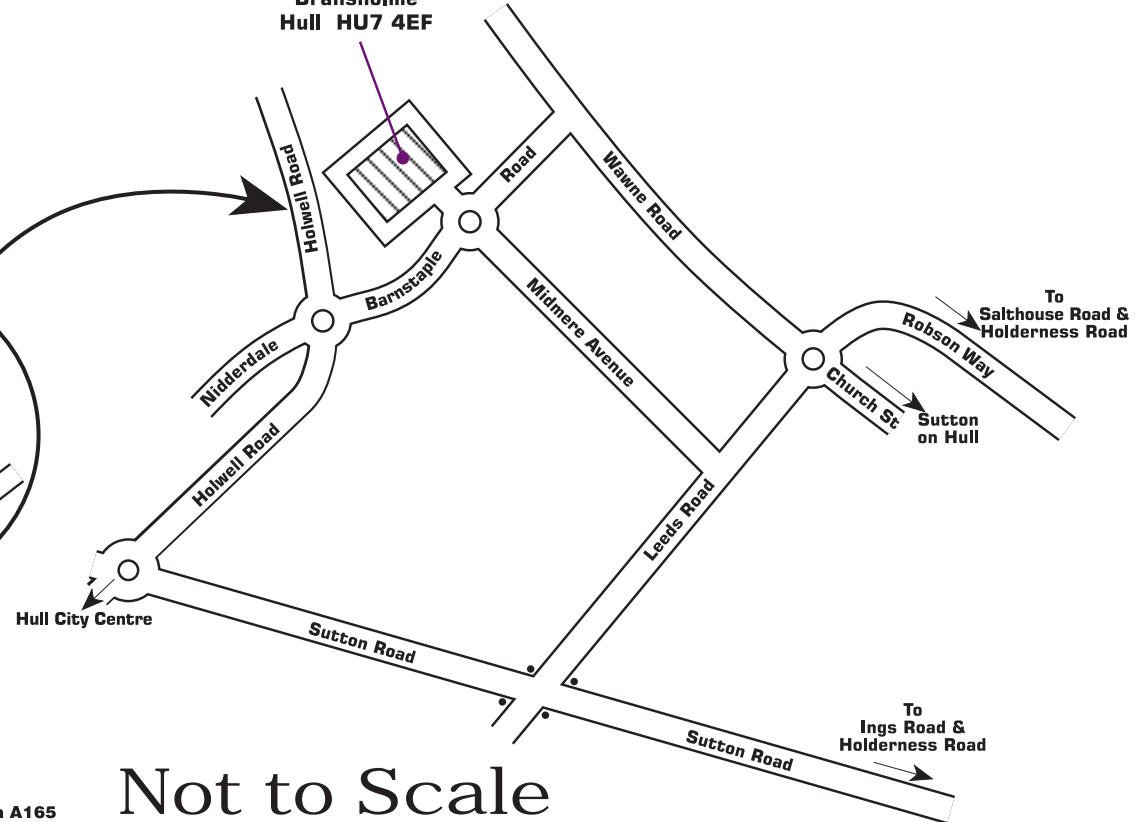 Hull HU7 4EF
Holwell Road
Road
Wawne Road
Barnstaple
Midmere Avenue
To
Salthouse Road &
Holderness Road
Robson Way
Nidderdale
Church St
Sutton
on Hull
Holwell Road
Leeds Road
Hull City Centre
Sutton Road
To
Ings Road &
Holderness Road
Sutton Road
Not to Scale
A165